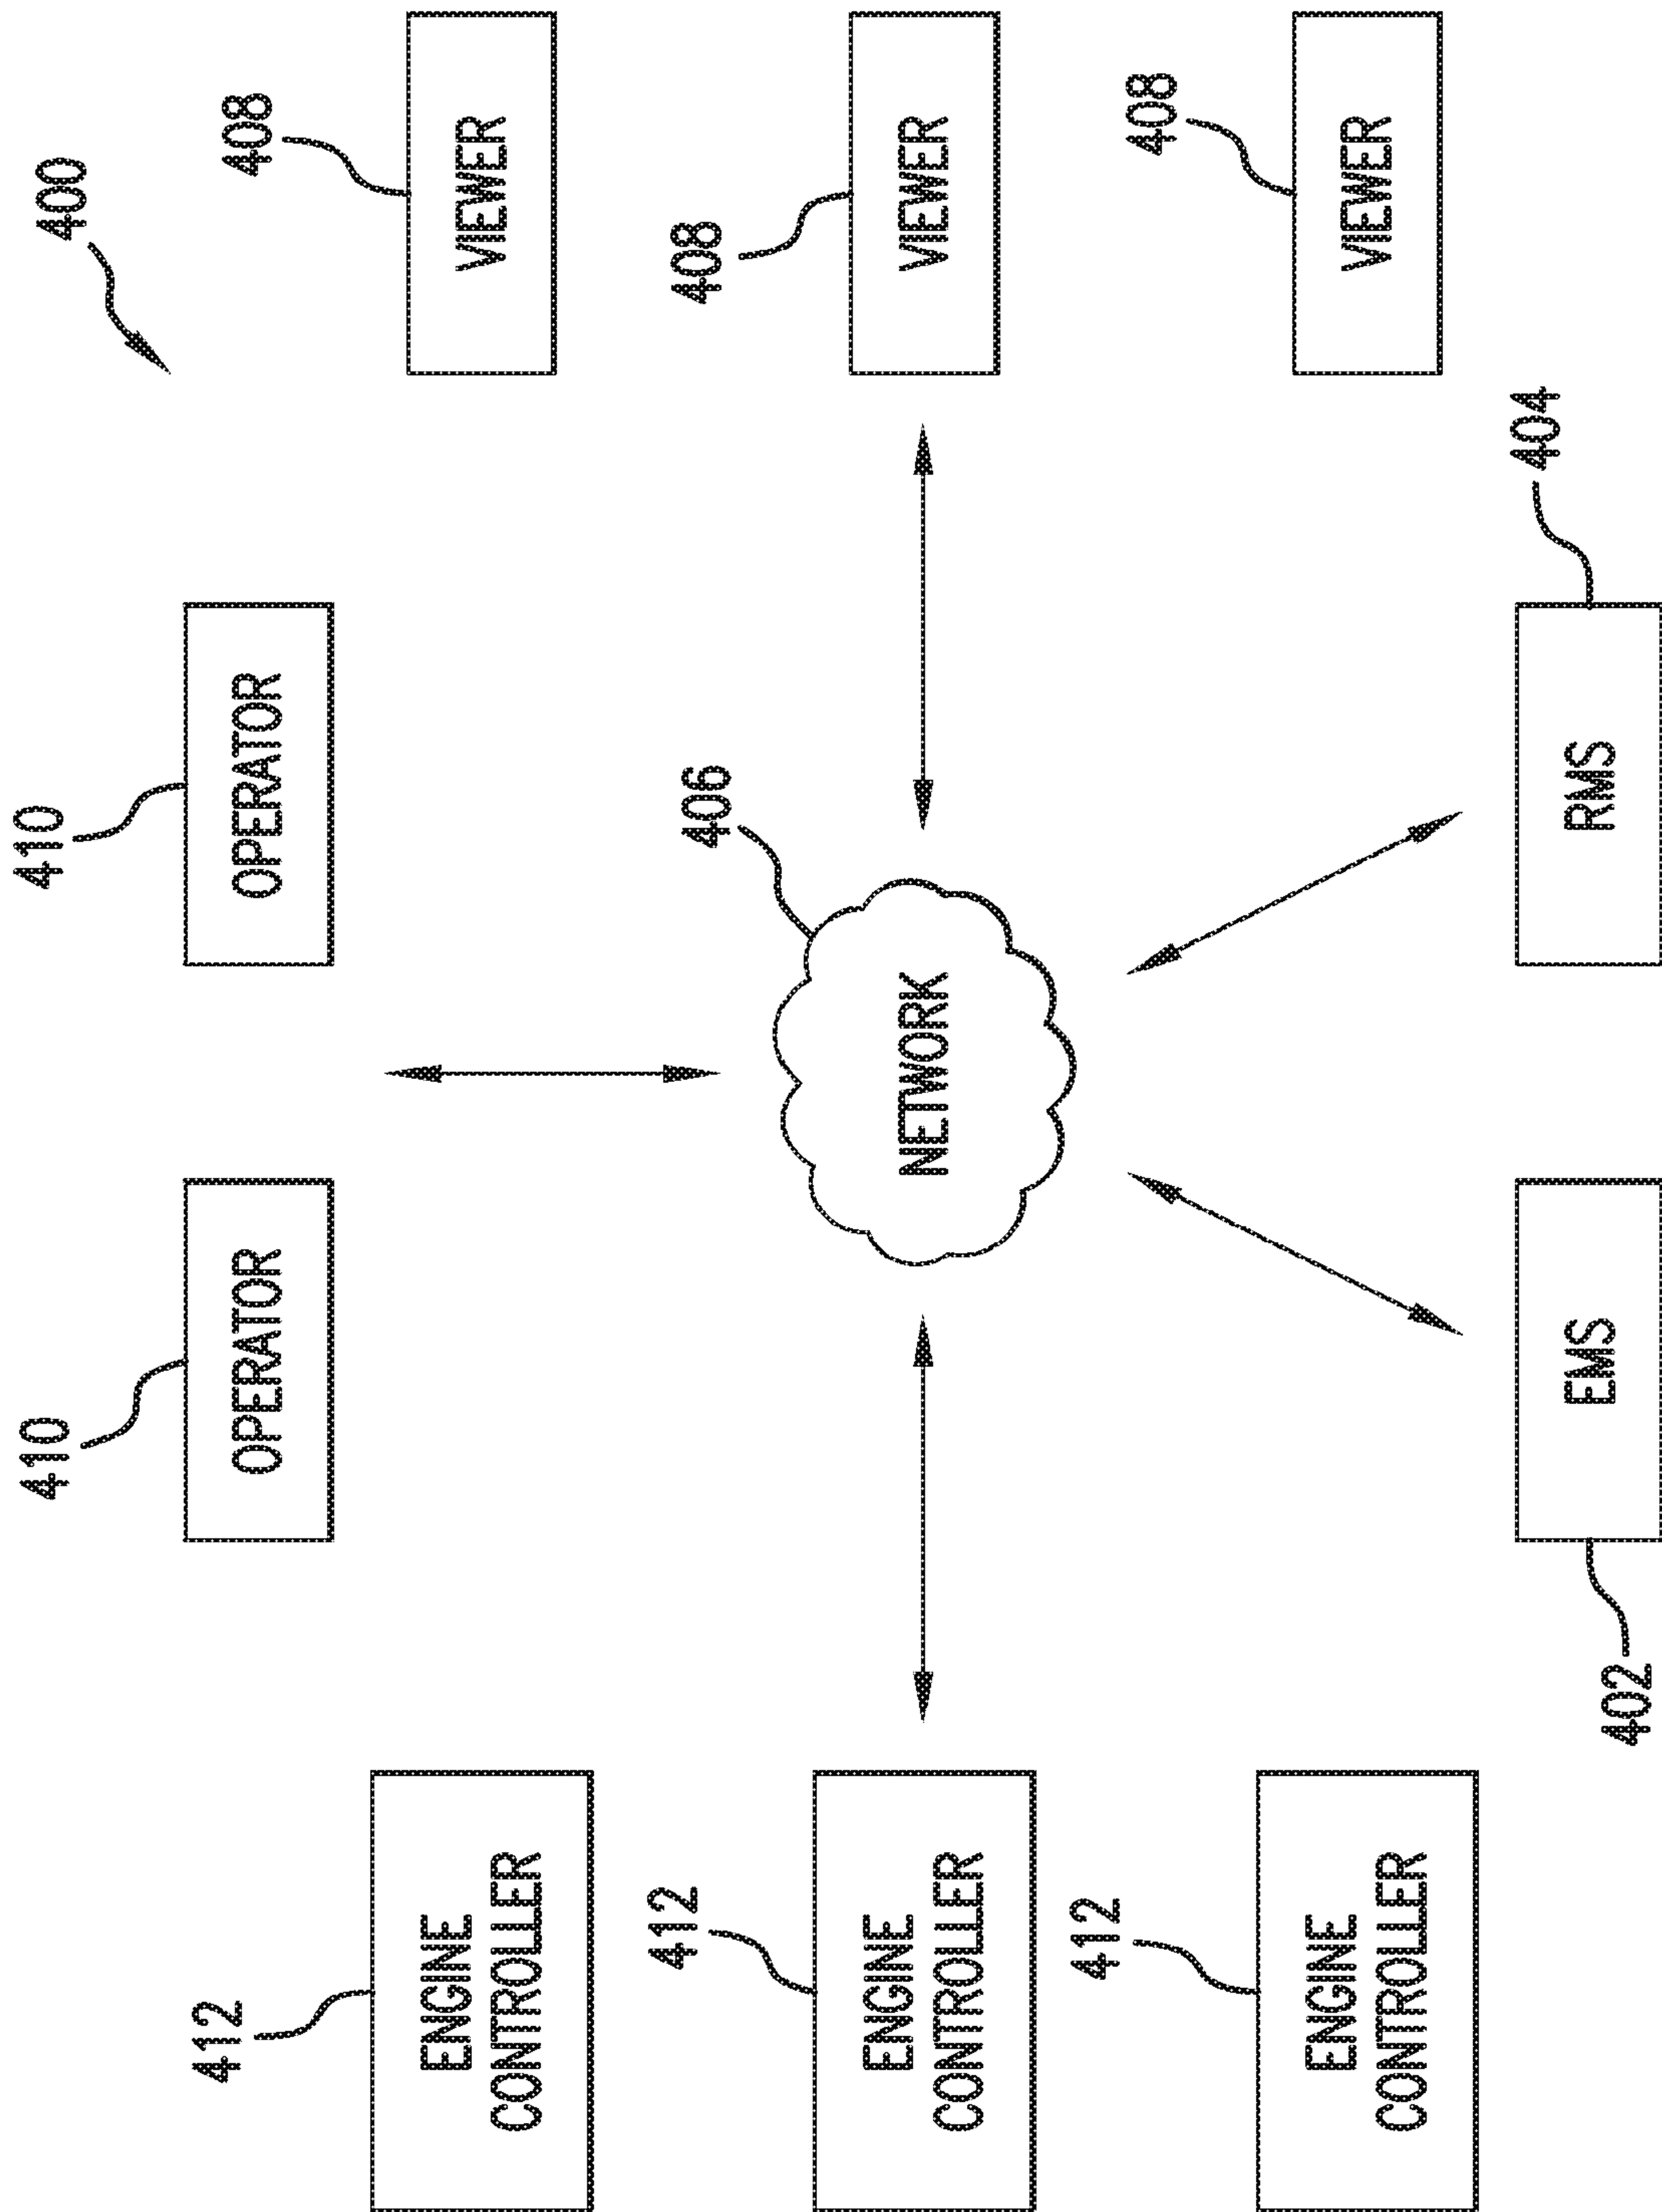 410
410
400
412
408
OPERATOR
OPERATOR
ENGINE
CONTROLLER
VIEWER
412
406
408
ENGINE
CONTROLLER
NETWORK
VIEWER
412
408
ENGINE
CONTROLLER
VIEWER
404
EMS
RMS
402